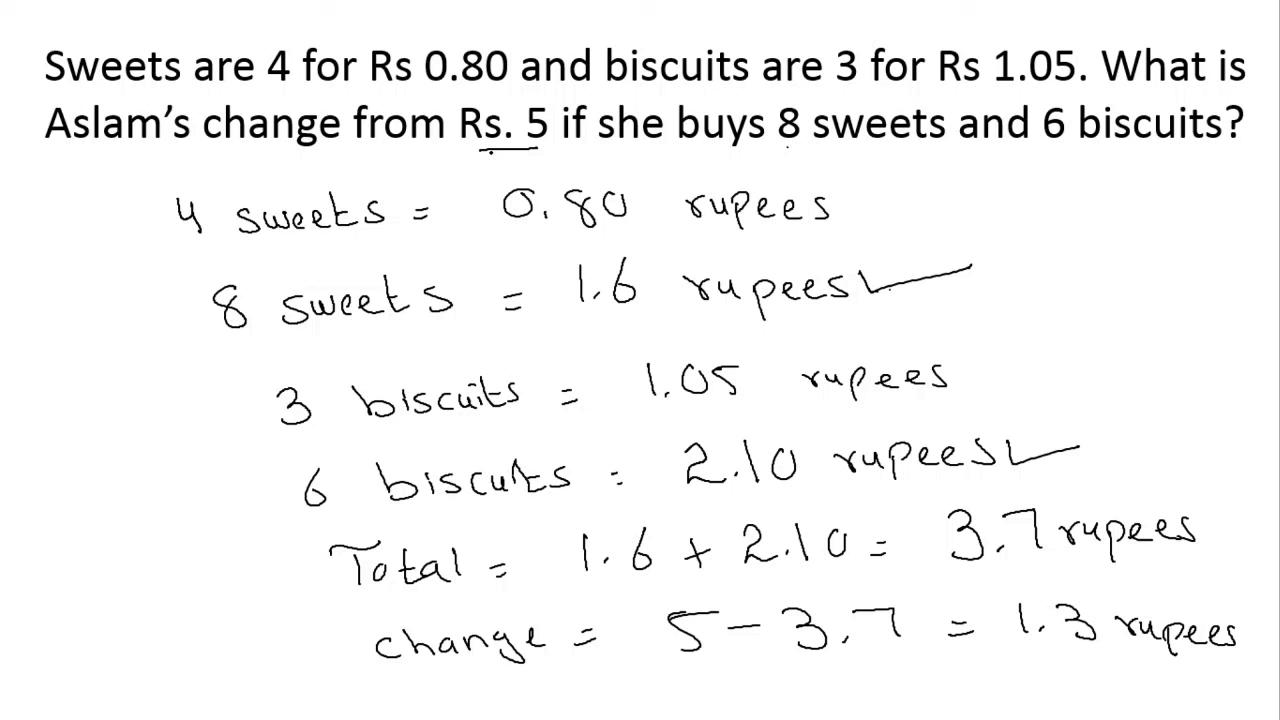 Sweets are 4 for Rs 0.80 and biscuits are 3 for Rs 1.05. What is
Aslam’s change from Rs. 5 if she buys 8 sweets and 6 biscuits?
4 sweets = 0.80 rupees
8 sweets = 1.6 rupees
3 biscuits = 1.05 rupees
6 biscuits = 2.10 rupees
Total = 1.6 + 2.10 = 3.7 rupees
change = 5 - 3.7 = 1.3 rupees